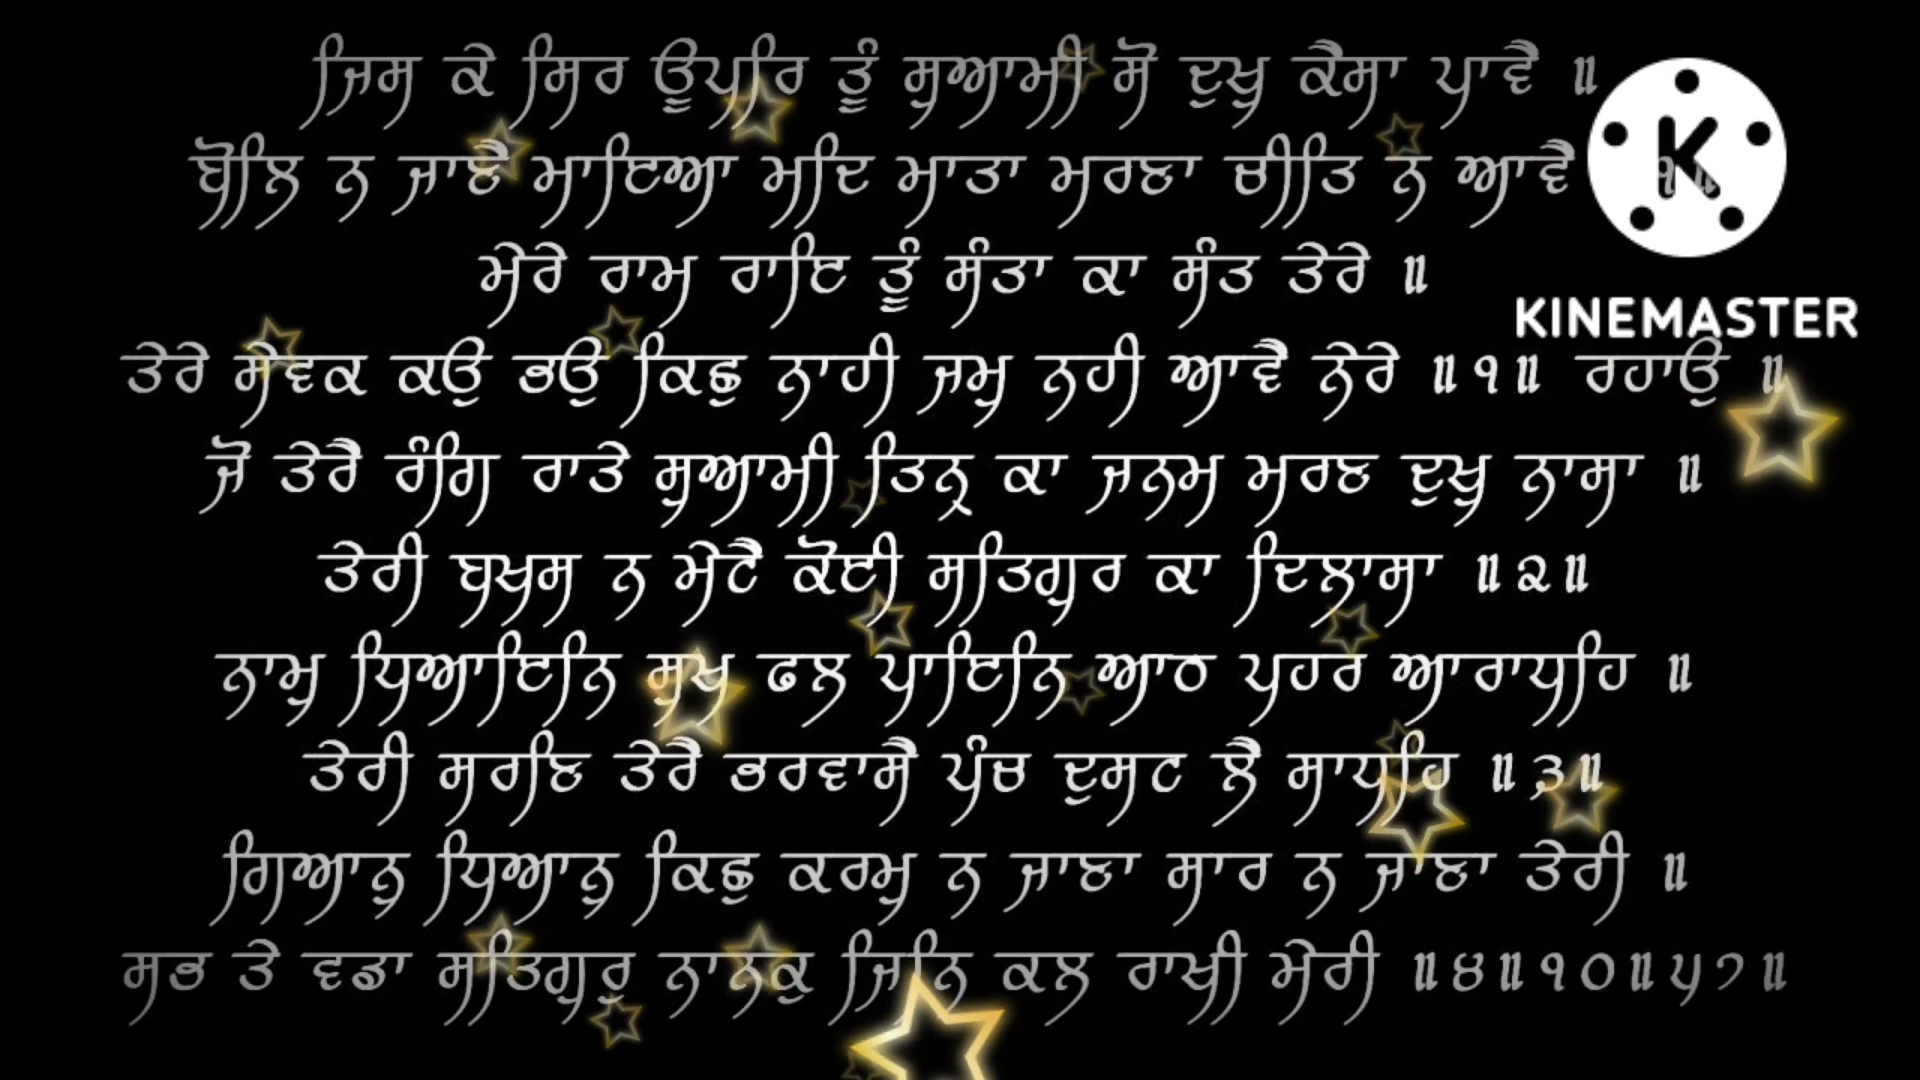 ਜਿਸ ਕੇ ਸਿਰ ਊਪਰਿ ਤੂੰ ਸੁਆਮੀ ਸੋ ਦੁਖੁ ਕੈਸਾ ਪਾਵੈ ॥
ਬੋਲਿ ਨ ਜਾਣੈ ਮਾਇਆ ਮਦਿ ਮਾਤਾ ਮਰਣਾ ਚੀਤਿ ਨ ਆਵੈ ੧॥
ਮੇਰੇ ਰਾਮ ਰਾਇ ਤੂੰ ਸੰਤਾ ਕਾ ਸੰਤ ਤੇਰੇ ॥
ਤੇਰੇ ਸੇਵਕ ਕਉ ਭਉ ਕਿਛੁ ਨਾਹੀ ਜਮੁ ਨਹੀ ਆਵੈ ਨੇਰੇ ॥੧॥ ਰਹਾਉ ॥
ਜੋ ਤੇਰੈ ਰੰਗਿ ਰਾਤੇ ਸੁਆਮੀ ਤਿਨ੍ਹ ਕਾ ਜਨਮ ਮਰਣ ਦੁਖੁ ਨਾਸਾ ॥
ਤੇਰੀ ਬਖਸ ਨ ਮੇਟੈ ਕੋਈ ਸਤਿਗੁਰ ਕਾ ਦਿਲਾਸਾ ॥੨॥
ਨਾਮੁ ਧਿਆਇਨਿ ਸੁਖ ਫਲ ਪਾਇਨਿ ਆਠ ਪਹਰ ਆਰਾਧਹਿ ॥
ਤੇਰੀ ਸਰਣਿ ਤੇਰੈ ਭਰਵਾਸੈ ਪੰਚ ਦੁਸਟ ਲੈ ਸਾਧਹਿ ॥੩॥
ਗਿਆਨੁ ਧਿਆਨੁ ਕਿਛੁ ਕਰਮੁ ਨ ਜਾਣਾ ਸਾਰ ਨ ਜਾਣਾ ਤੇਰੀ ॥
ਸਭ ਤੇ ਵਡਾ ਸਤਿਗੁਰੁ ਨਾਨਕੁ ਜਿਨਿ ਕਲ ਰਾਖੀ ਮੇਰੀ ॥੪॥੧੦॥੫੭॥
K
KINEMASTER